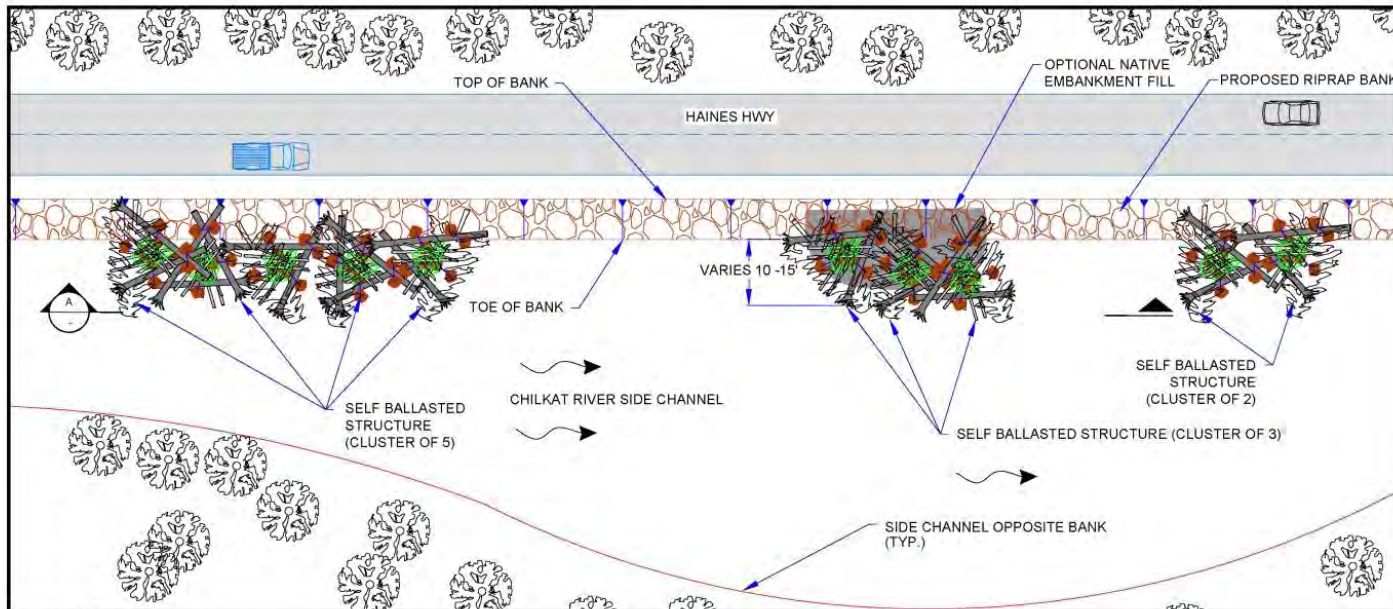 TOP OF BANK
OPTIONAL NATIVE
EMBANKMENT FILL
PROPOSED RIPRAP BANK
HAINES HWY
VARIES 10 -15'
A
-
TOE OF BANK
SELF BALLASTED
STRUCTURE
(CLUSTER OF 5)
CHILKAT RIVER SIDE CHANNEL
SELF BALLASTED STRUCTURE (CLUSTER OF 3)
SELF BALLASTED
STRUCTURE
(CLUSTER OF 2)
SIDE CHANNEL OPPOSITE BANK
(TYP.)